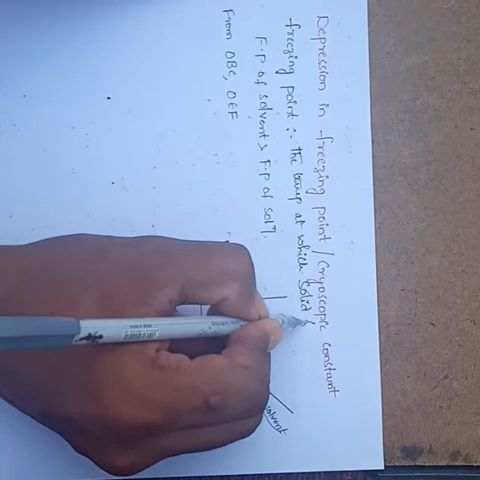 Depression in freezing point / Cryoscopic constant
freezing point :- the temp at which solid /
F.P of solvent > F.P of soln.
From OBC, OEF
solvent